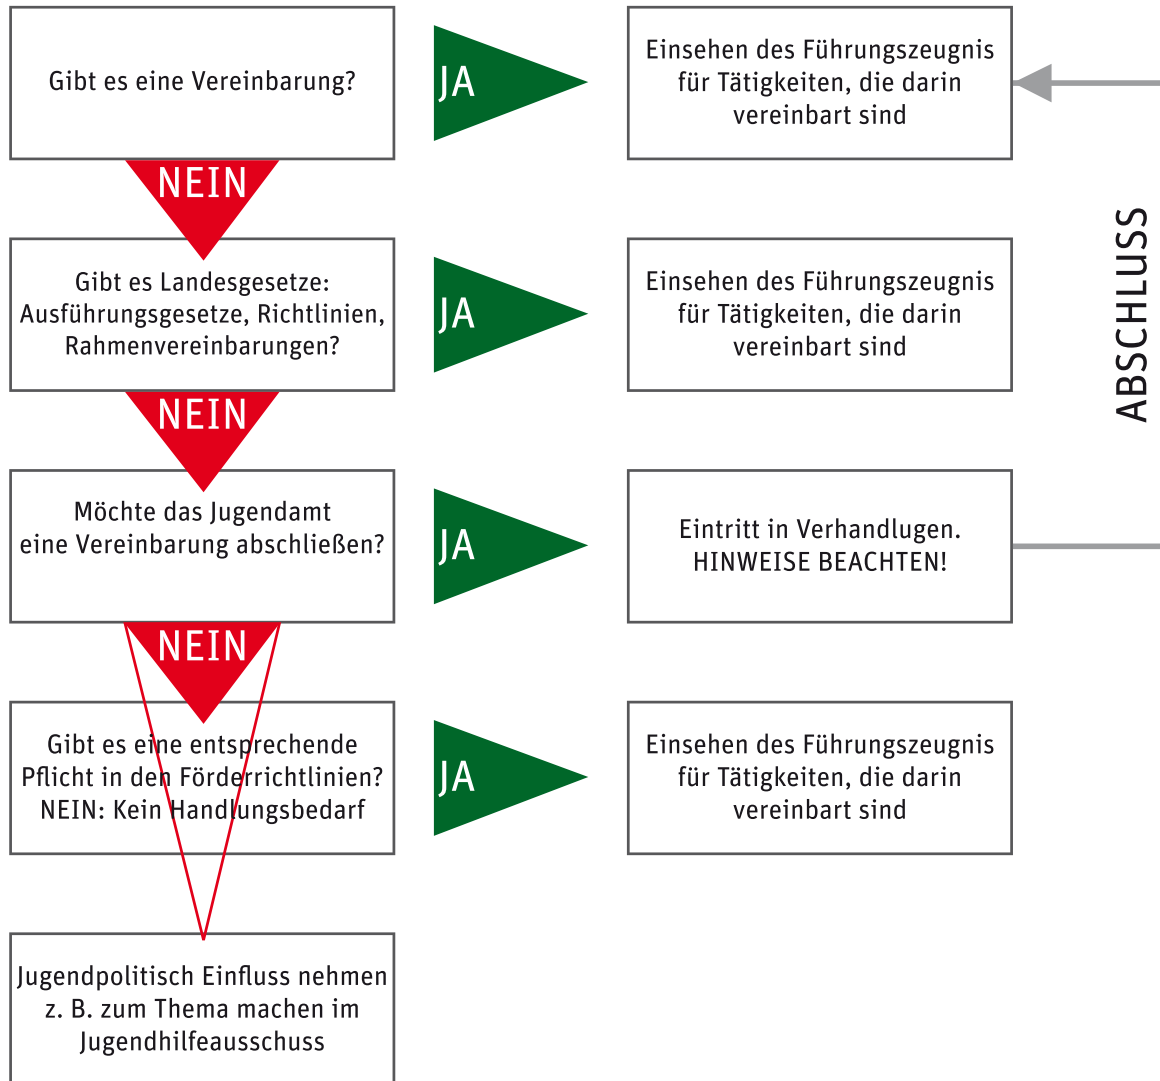 Gibt es eine Vereinbarung?
JA
Einsehen des Führungszeugnis
für Tätigkeiten, die darin
vereinbart sind
NEIN
Gibt es Landesgesetze:
Ausführungsgesetze, Richtlinien,
Rahmenvereinbarungen?
JA
Einsehen des Führungszeugnis
für Tätigkeiten, die darin
vereinbart sind
ABSCHLUSS
NEIN
Möchte das Jugendamt
eine Vereinbarung abschließen?
JA
Eintritt in Verhandlugen.
HINWEISE BEACHTEN!
NEIN
Gibt es eine entsprechende
Pflicht in den Förderrichtlinien?
NEIN: Kein Handlungsbedarf
JA
Einsehen des Führungszeugnis
für Tätigkeiten, die darin
vereinbart sind
Jugendpolitisch Einfluss nehmen
z. B. zum Thema machen im
Jugendhilfeausschuss